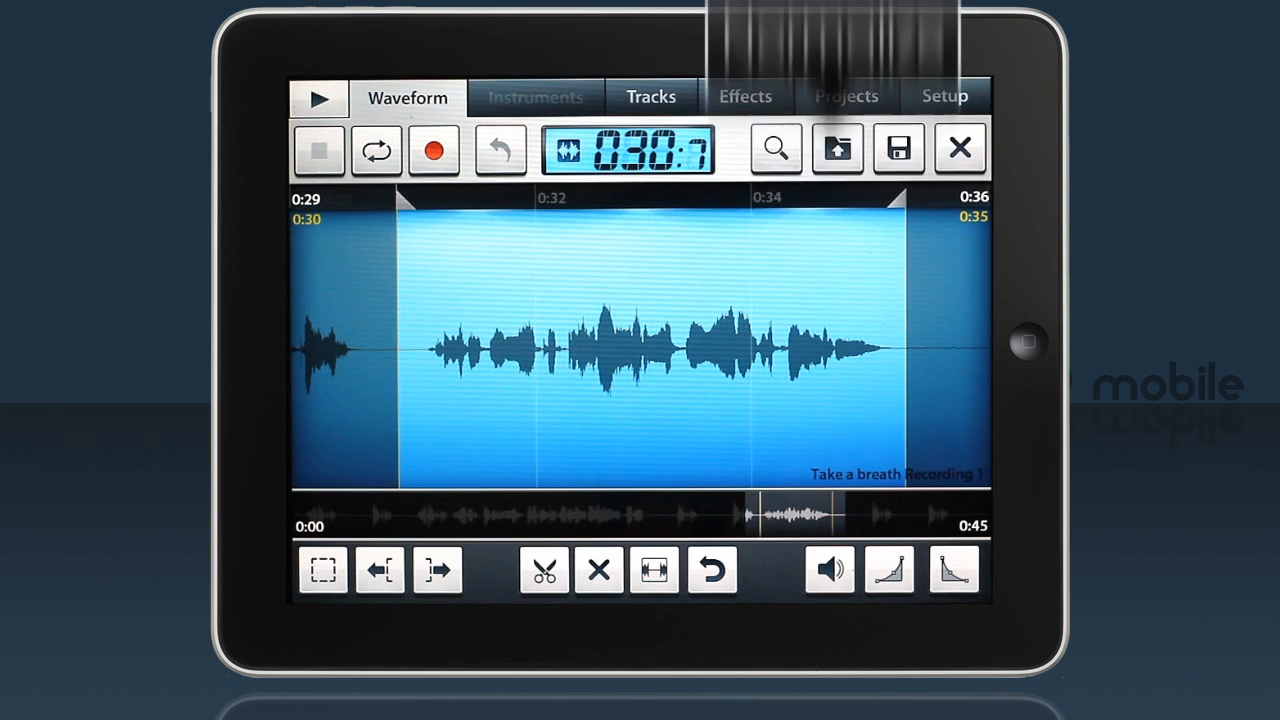 Waveform Instruments Tracks Effects Projects Setup
030:7
0:29 0:32 0:34 0:36
0:30 0:35
mobile
Take a breath Recording 1
0:00 0:45